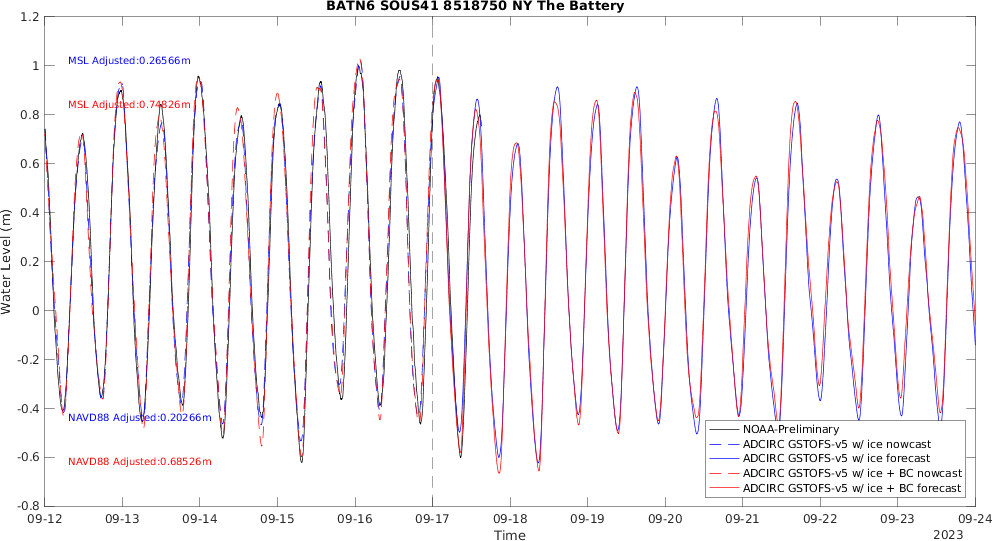 BATN6 SOUS41 8518750 NY The Battery
1.2
1
0.8
0.6
0.4
0.2
0
-0.2
-0.4
-0.6
-0.8
Water Level (m)
MSL Adjusted:0.26566m
MSL Adjusted:0.74826m
NAVD88 Adjusted:0.20266m
NAVD88 Adjusted:0.68526m
NOAA-Preliminary
ADCIRC GSTOFS-v5 w/ ice nowcast
ADCIRC GSTOFS-v5 w/ ice forecast
ADCIRC GSTOFS-v5 w/ ice + BC nowcast
ADCIRC GSTOFS-v5 w/ ice + BC forecast
09-12 09-13 09-14 09-15 09-16 09-17 09-18 09-19 09-20 09-21 09-22 09-23 09-24
Time
2023